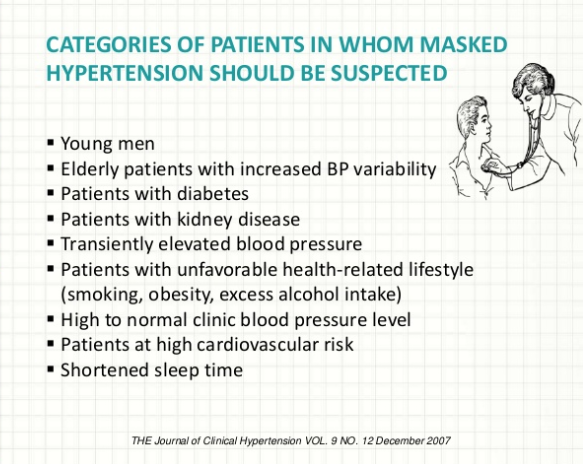 CATEGORIES OF PATIENTS IN WHOM MASKED
HYPERTENSION SHOULD BE SUSPECTED
▪ Young men
▪ Elderly patients with increased BP variability
▪ Patients with diabetes
▪ Patients with kidney disease
▪ Transiently elevated blood pressure
▪ Patients with unfavorable health-related lifestyle
(smoking, obesity, excess alcohol intake)
▪ High to normal clinic blood pressure level
▪ Patients at high cardiovascular risk
▪ Shortened sleep time
THE Journal of Clinical Hypertension VOL. 9 NO. 12 December 2007